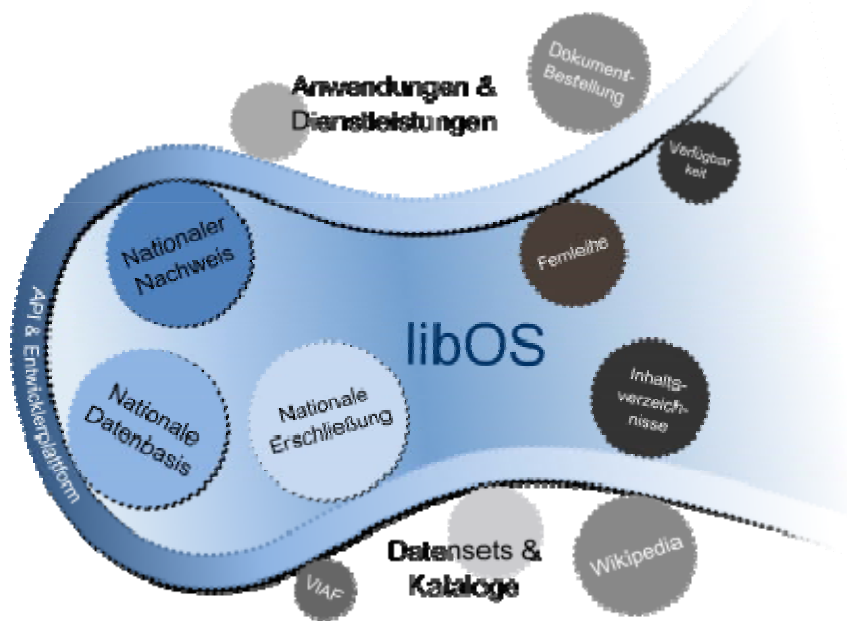 Anwendungen &
Dienstleistungen
Dokument-
Bestellung
Verfügbar
keit
Nationaler
Nachweis
Fernleihe
API & Entwicklerplattform
libOS
Nationale
Datenbasis
Nationale
Erschließung
Inhalts-
verzeich-
nisse
Datensets &
Kataloge
Wikipedia
VIAF